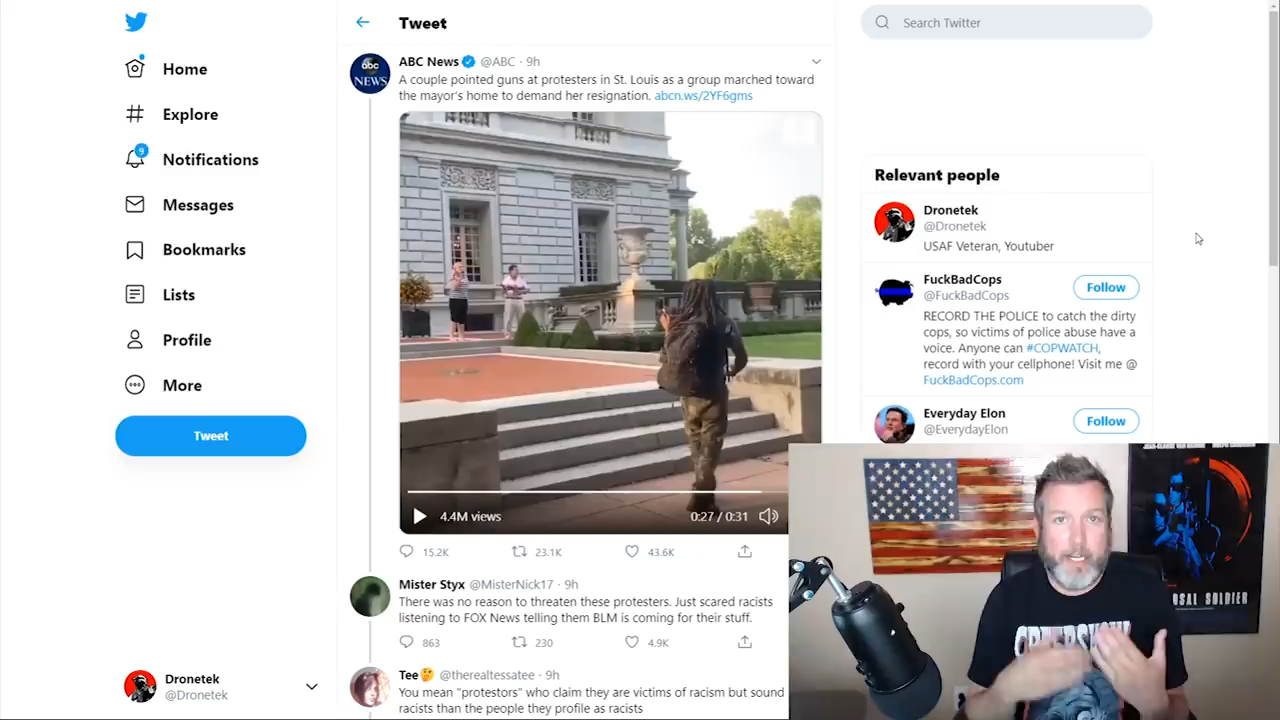 Home
Explore
9
Notifications
Messages
Bookmarks
Lists
Profile
More
Tweet
Dronetek
@Dronetek
Tweet
abc
NEWS
ABC News @ABC · 9h
A couple pointed guns at protesters in St. Louis as a group marched toward
the mayor's home to demand her resignation. abcn.ws/2YF6gms
4.4M views
0:27 / 0:31
15.2K 23.1K 43.6K
Mister Styx @MisterNick17 · 9h
There was no reason to threaten these protesters. Just scared racists
listening to FOX News telling them BLM is coming for their stuff.
863 230 4.9K
Tee🤔 @therealtessatee · 9h
You mean "protestors" who claim they are victims of racism but sound
racists than the people they profile as racists
Search Twitter
Relevant people
Dronetek
@Dronetek
USAF Veteran, Youtuber
FuckBadCops
@FuckBadCops
Follow
RECORD THE POLICE to catch the dirty
cops, so victims of police abuse have a
voice. Anyone can #COPWATCH,
record with your cellphone! Visit me @
FuckBadCops.com
Everyday Elon
@EverydayElon
Follow
SOLDIER